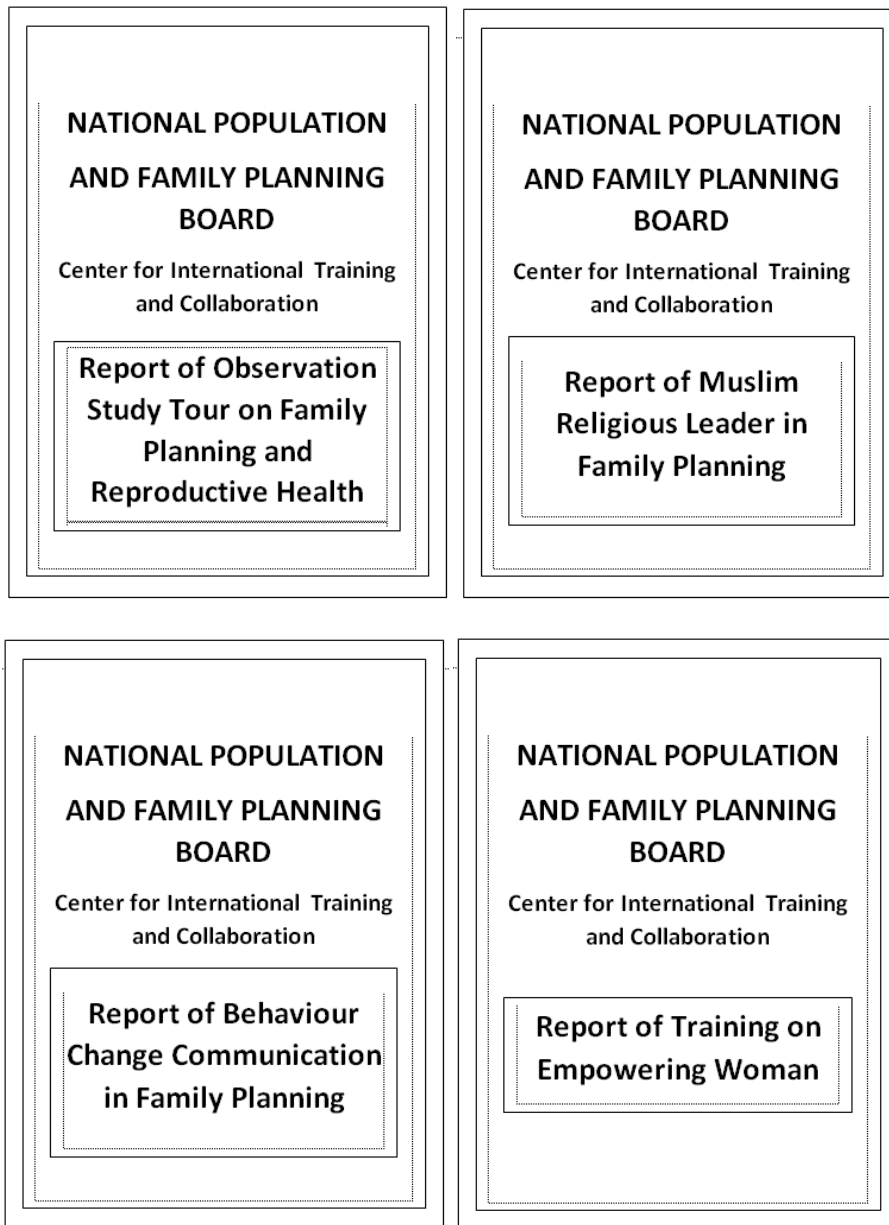 NATIONAL POPULATION
AND FAMILY PLANNING
BOARD
Center for International Training
and Collaboration
Report of Observation
Study Tour on Family
Planning and
Reproductive Health
NATIONAL POPULATION
AND FAMILY PLANNING
BOARD
Center for International Training
and Collaboration
Report of Muslim
Religious Leader in
Family Planning
NATIONAL POPULATION
AND FAMILY PLANNING
BOARD
Center for International Training
and Collaboration
Report of Behaviour
Change Communication
in Family Planning
NATIONAL POPULATION
AND FAMILY PLANNING
BOARD
Center for International Training
and Collaboration
Report of Training on
Empowering Woman